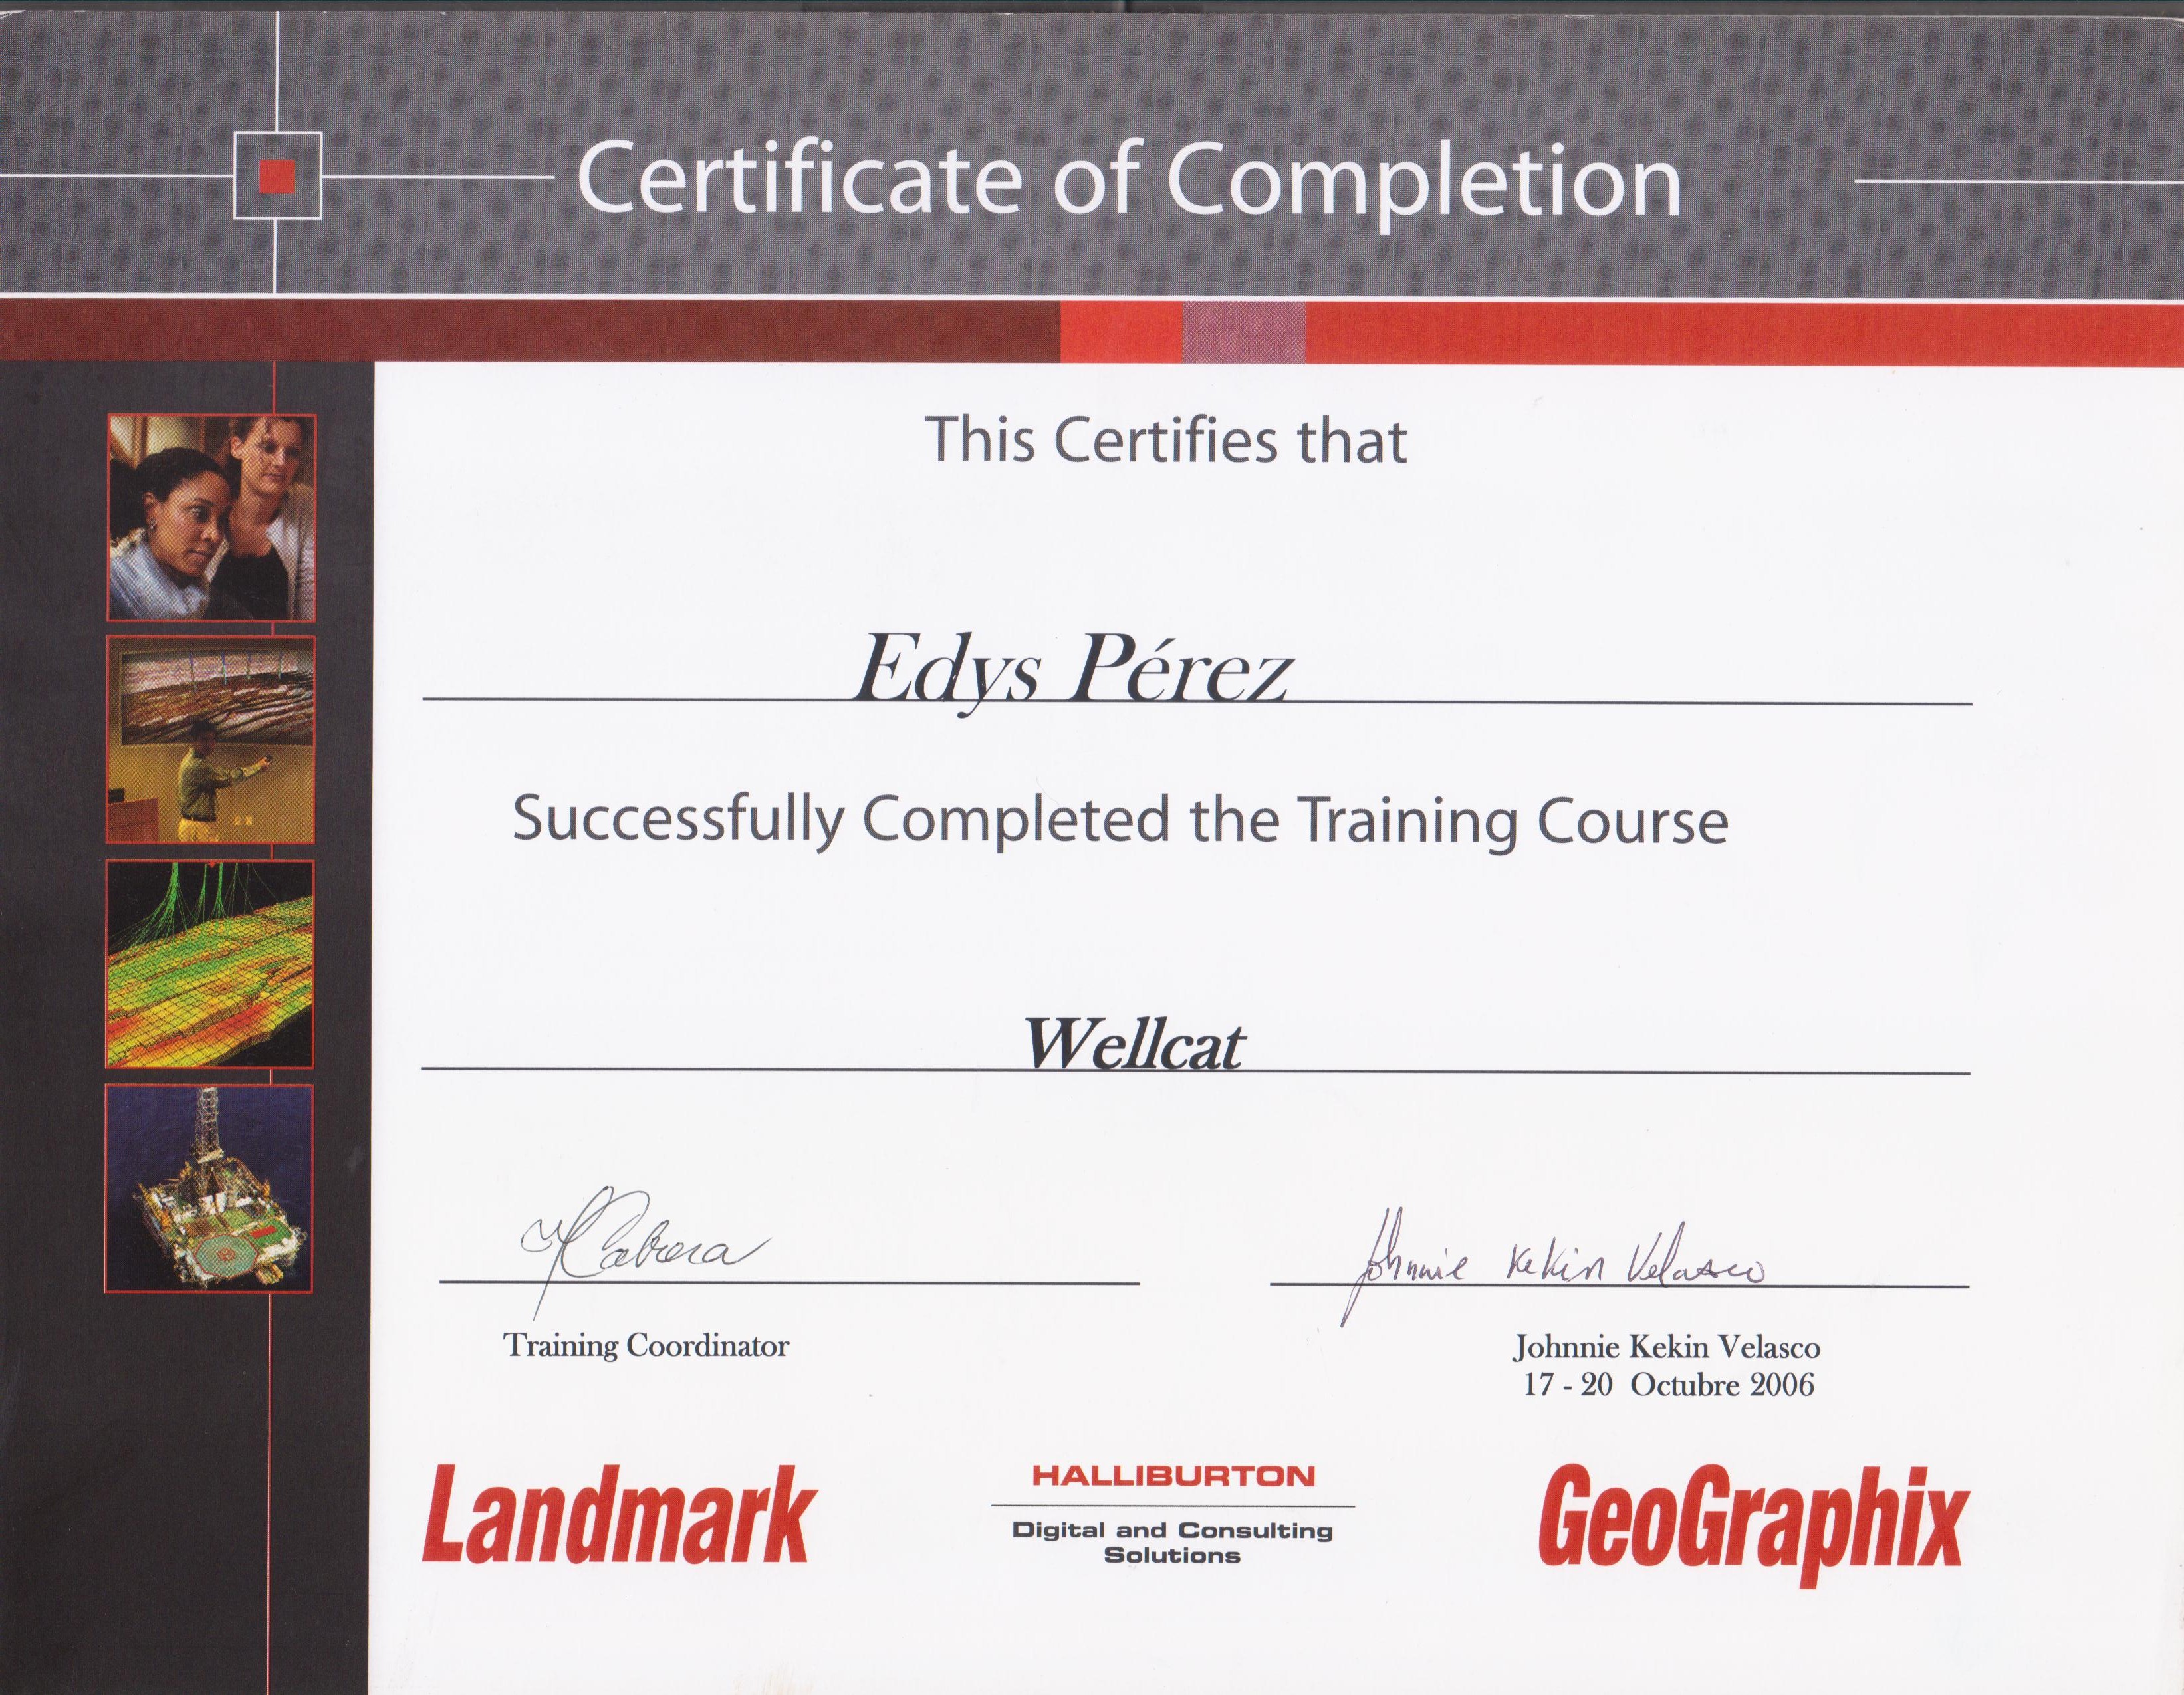 Certificate of Completion
This Certifies that
Edys Pérez
Successfully Completed the Training Course
Wellcat
Cabrera
Johnnie Kekin Velasco
Training Coordinator
Johnnie Kekin Velasco
17 - 20 Octubre 2006
Landmark
HALLIBURTON
Digital and Consulting
Solutions
GeoGraphix